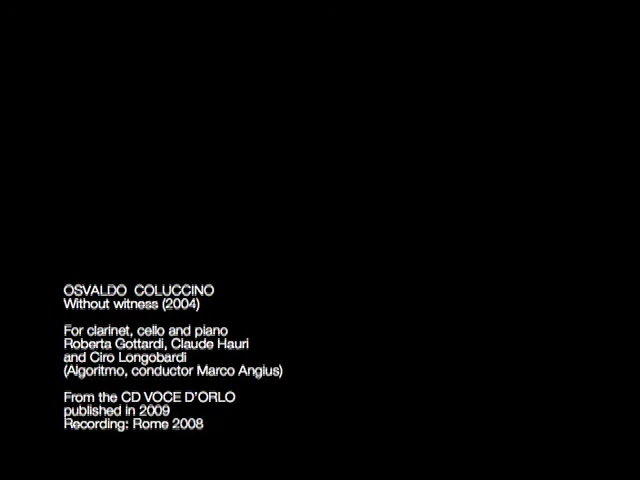 OSVALDO COLUCCINO
Without witness (2004)
For clarinet, cello and piano
Roberta Gottardi, Claude Hauri
and Ciro Longobardi
(Algoritmo, conductor Marco Angius)
From the CD VOCE D'ORLO
published in 2009
Recording: Rome 2008